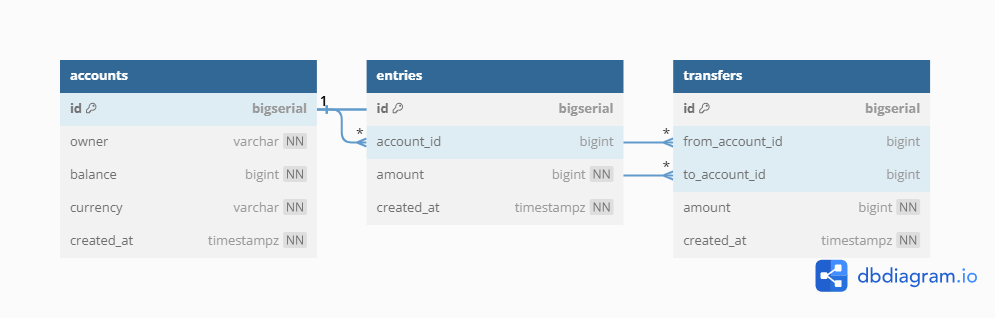 accounts
id bigserial
owner varchar NN
balance bigint NN
currency varchar NN
created_at timestampz NN
1
*
entries
id bigserial
account_id bigint
amount bigint NN
created_at timestampz NN
*
*
transfers
id bigserial
from_account_id bigint
to_account_id bigint
amount bigint NN
created_at timestampz NN
dbdiagram.io